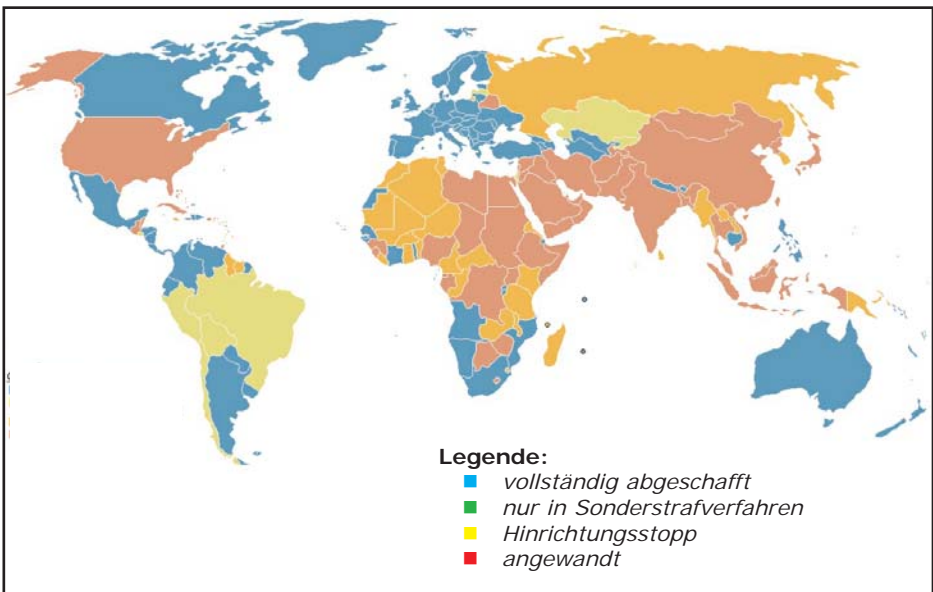 Legende:
vollständig abgeschafft
nur in Sonderstrafverfahren
Hinrichtungsstopp
angewandt